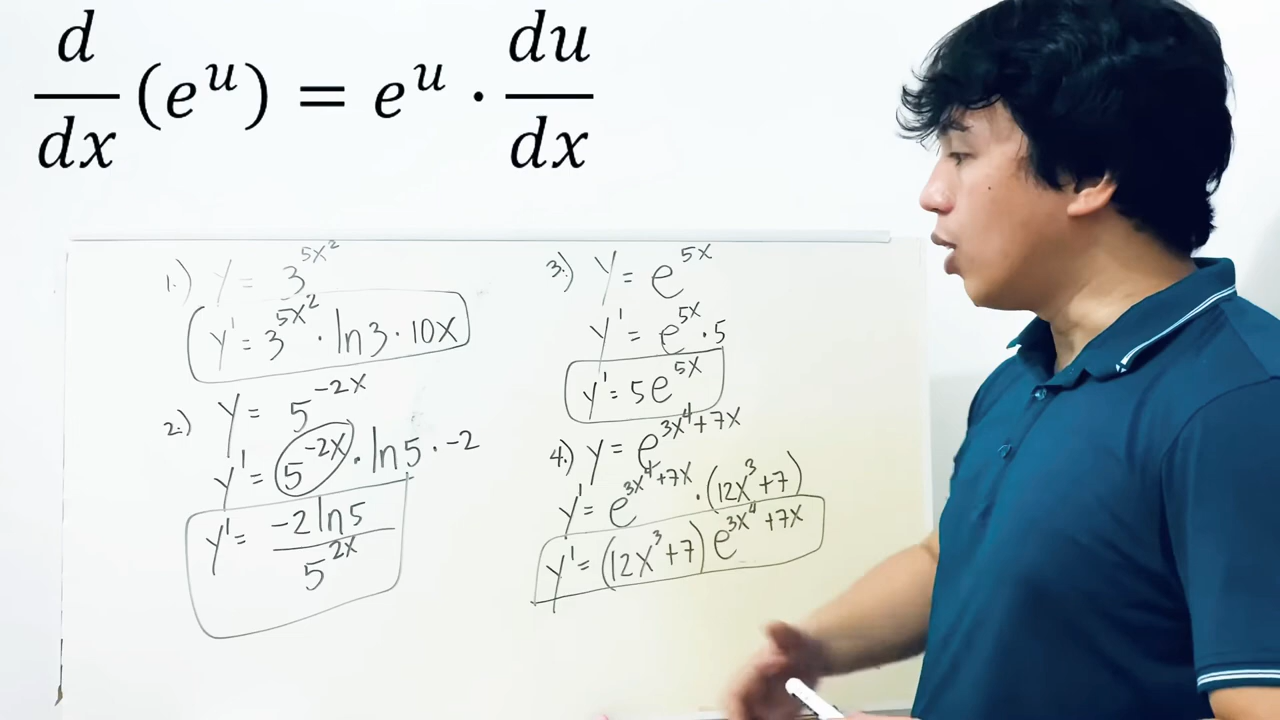 d/dx (e^u) = e^u · du/dx
1.) y = 3^5x²
y' = 3^5x² · ln3 · 10x
2.) y = 5^-2x
y' = 5^-2x · ln5 · -2
y' = -2ln5 / 5^2x
3.) y = e^5x
y' = e^5x · 5
y' = 5e^5x
4.) y = e^3x⁴+7x
y' = e^3x⁴+7x · (12x³+7)
y' = (12x³+7) e^3x⁴+7x